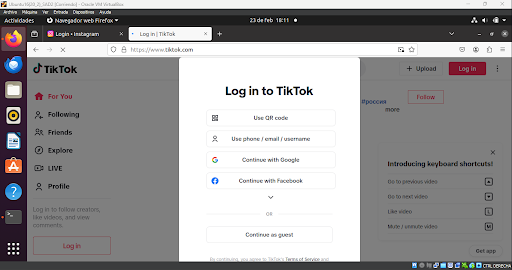 (Corriendo) - Oracle VM VirtualBox
Archivo Máquina Ver Entrada Dispositivos Ayuda
Actividades
Navegador web Firefox
23 de feb 18:11
Login • Instagram
Log in | TikTok
https://www.tiktok.com
TikTok
+ Upload
Log in
For You
Following
Friends
Explore
LIVE
Profile
Log in to follow creators,
like videos, and view
comments.
Log in
Log in to TikTok
Use QR code
Use phone / email / username
Continue with Google
Continue with Facebook
OR
Continue as guest
By continuing, you agree to TikTok's Terms of Service and
#россия
more
Follow
Introducing keyboard shortcuts!
Go to previous video
Go to next video
Like video L
Mute / unmute video M
Get app
CTRL DERECHA